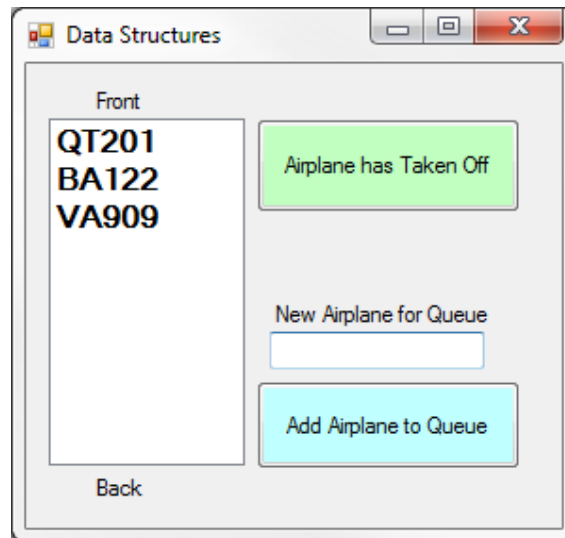 Data Structures
Front
QT201
BA122
VA909
Airplane has Taken Off
New Airplane for Queue
Add Airplane to Queue
Back